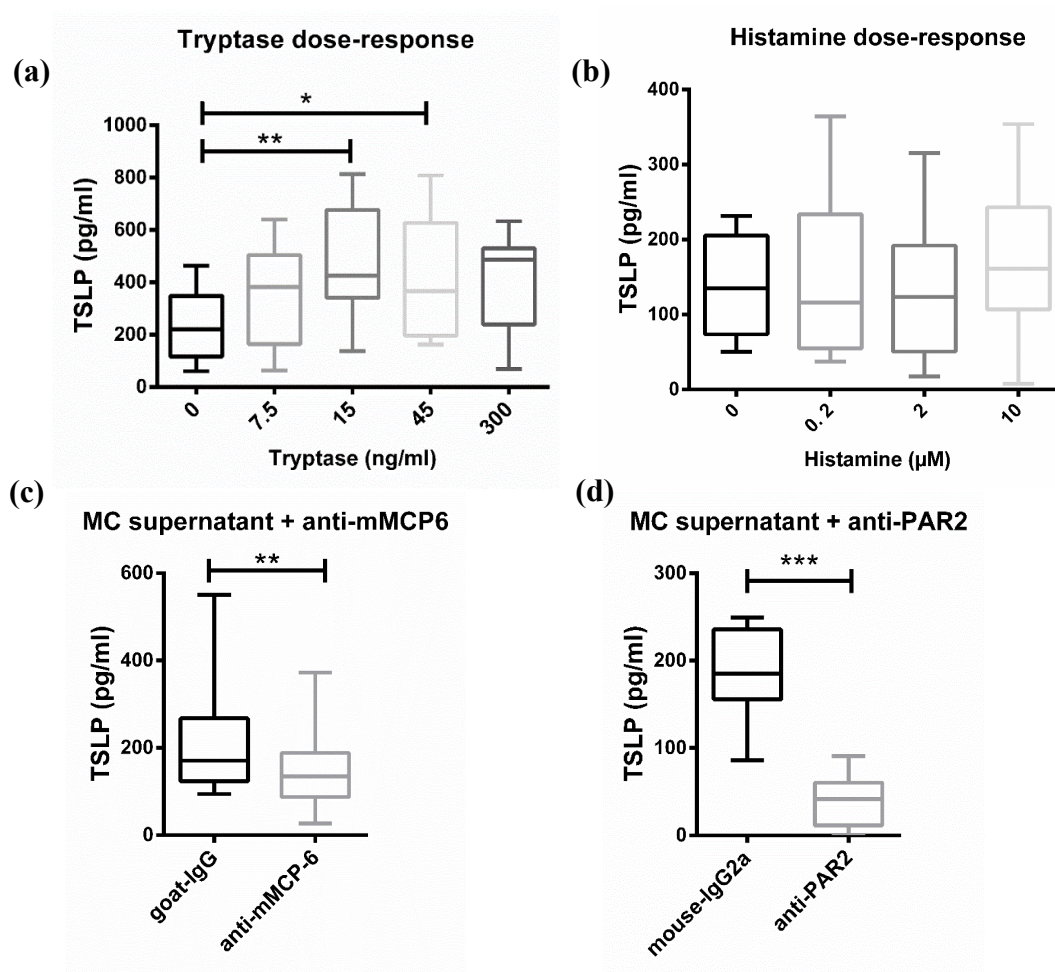 Tryptase dose-response
(a)
*
**
1000
800
600
400
200
0
TSLP (pg/ml)
0
7.5
15
45
300
Tryptase (ng/ml)
Histamine dose-response
(b)
400
300
200
100
0
TSLP (pg/ml)
0
0.2
2
10
Histamine (µM)
(c)
MC supernatant + anti-mMCP6
**
600
400
200
0
TSLP (pg/ml)
goat-IgG
anti-mMCP-6
(d)
MC supernatant + anti-PAR2
***
300
200
100
0
TSLP (pg/ml)
mouse-IgG2a
anti-PAR2